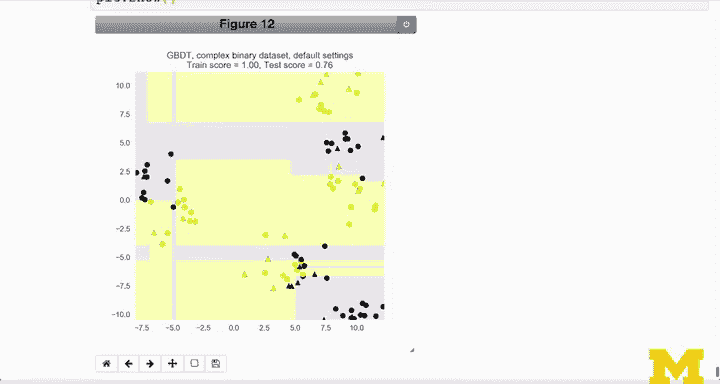 Figure 12
GBDT, complex binary dataset, default settings
Train score = 1.00, Test score = 0.76
10.0
7.5
5.0
2.5
0.0
−2.5
−5.0
−7.5
−10.0
−7.5 −5.0 −2.5 0.0 2.5 5.0 7.5 10.0
M